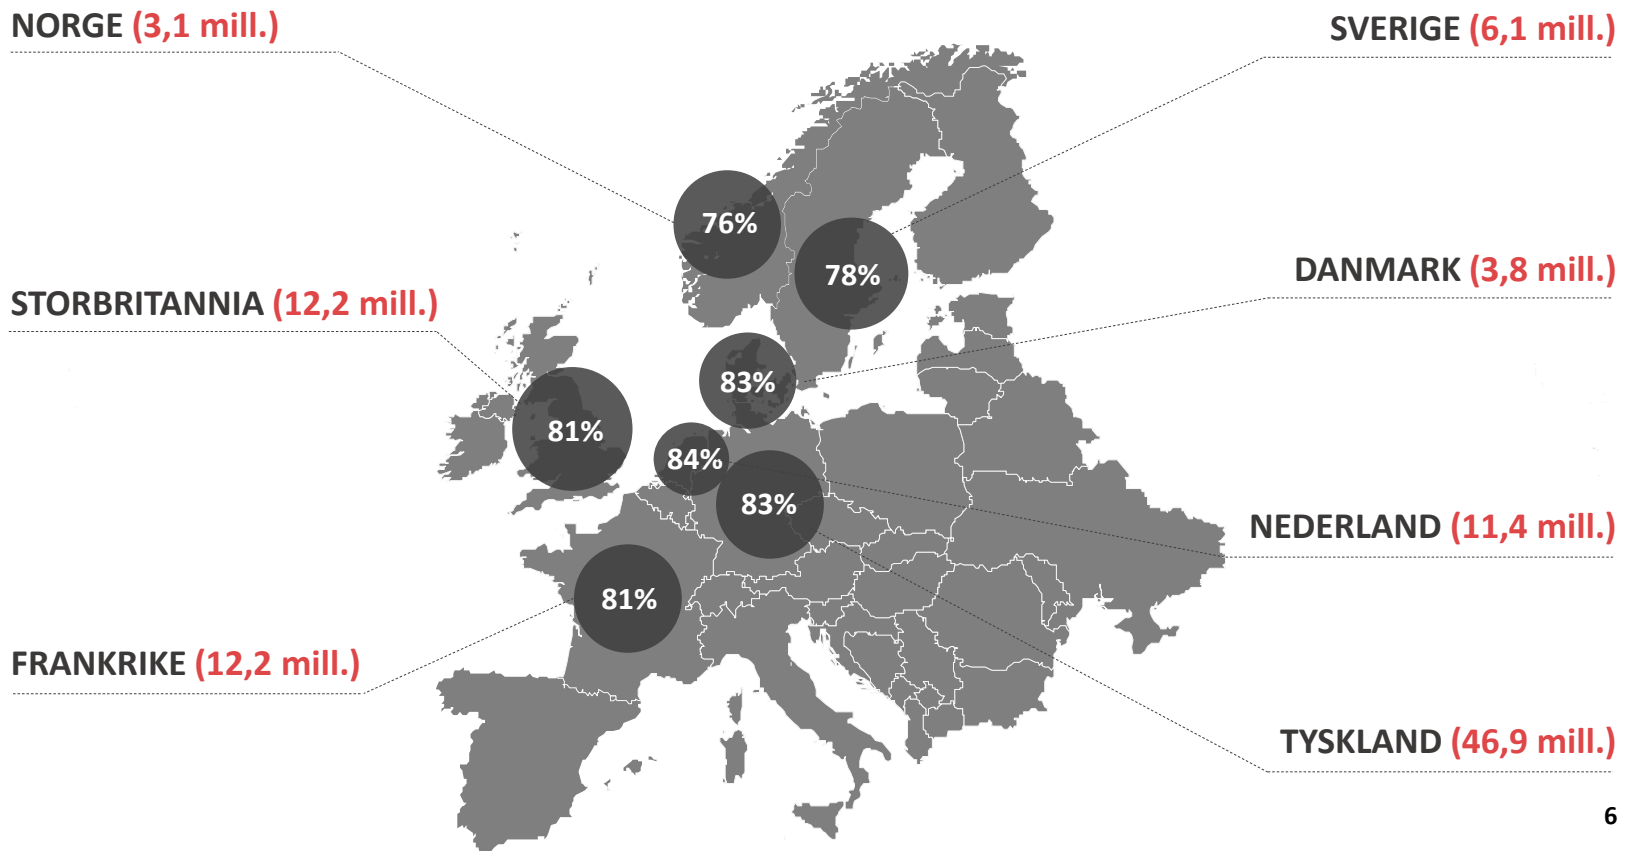 NORGE (3,1 mill.)
SVERIGE (6,1 mill.)
76%
78%
DANMARK (3,8 mill.)
STORBRITANNIA (12,2 mill.)
83%
81%
84%
83%
NEDERLAND (11,4 mill.)
81%
FRANKRIKE (12,2 mill.)
TYSKLAND (46,9 mill.)
6